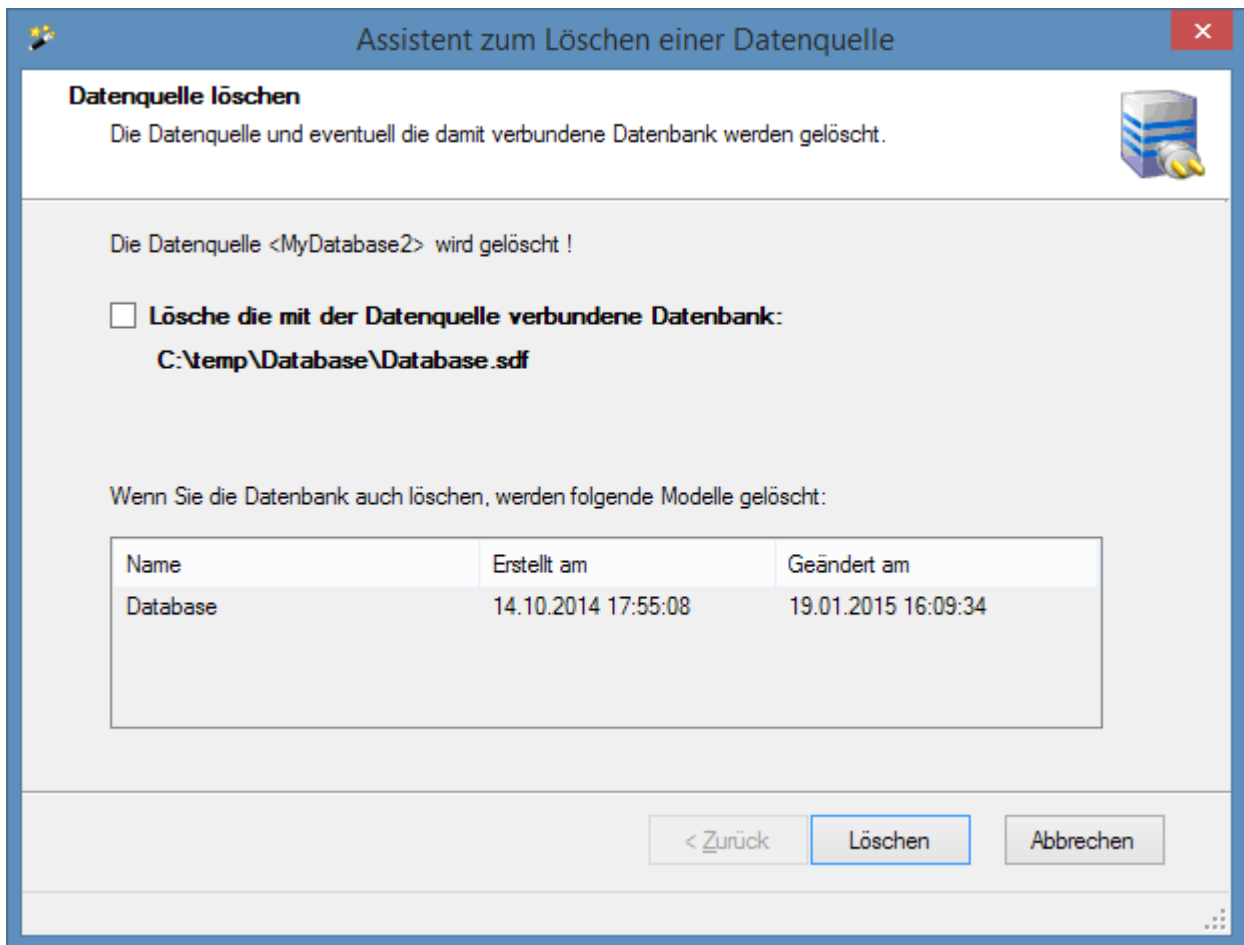 Assistent zum Löschen einer Datenquelle
Datenquelle löschen
Die Datenquelle und eventuell die damit verbundene Datenbank werden gelöscht.
Die Datenquelle <MyDatabase2> wird gelöscht !
Lösche die mit der Datenquelle verbundene Datenbank:
C:\temp\Database\Database.sdf
Wenn Sie die Datenbank auch löschen, werden folgende Modelle gelöscht:
Name Erstellt am Geändert am
Database 14.10.2014 17:55:08 19.01.2015 16:09:34
< Zurück Löschen Abbrechen